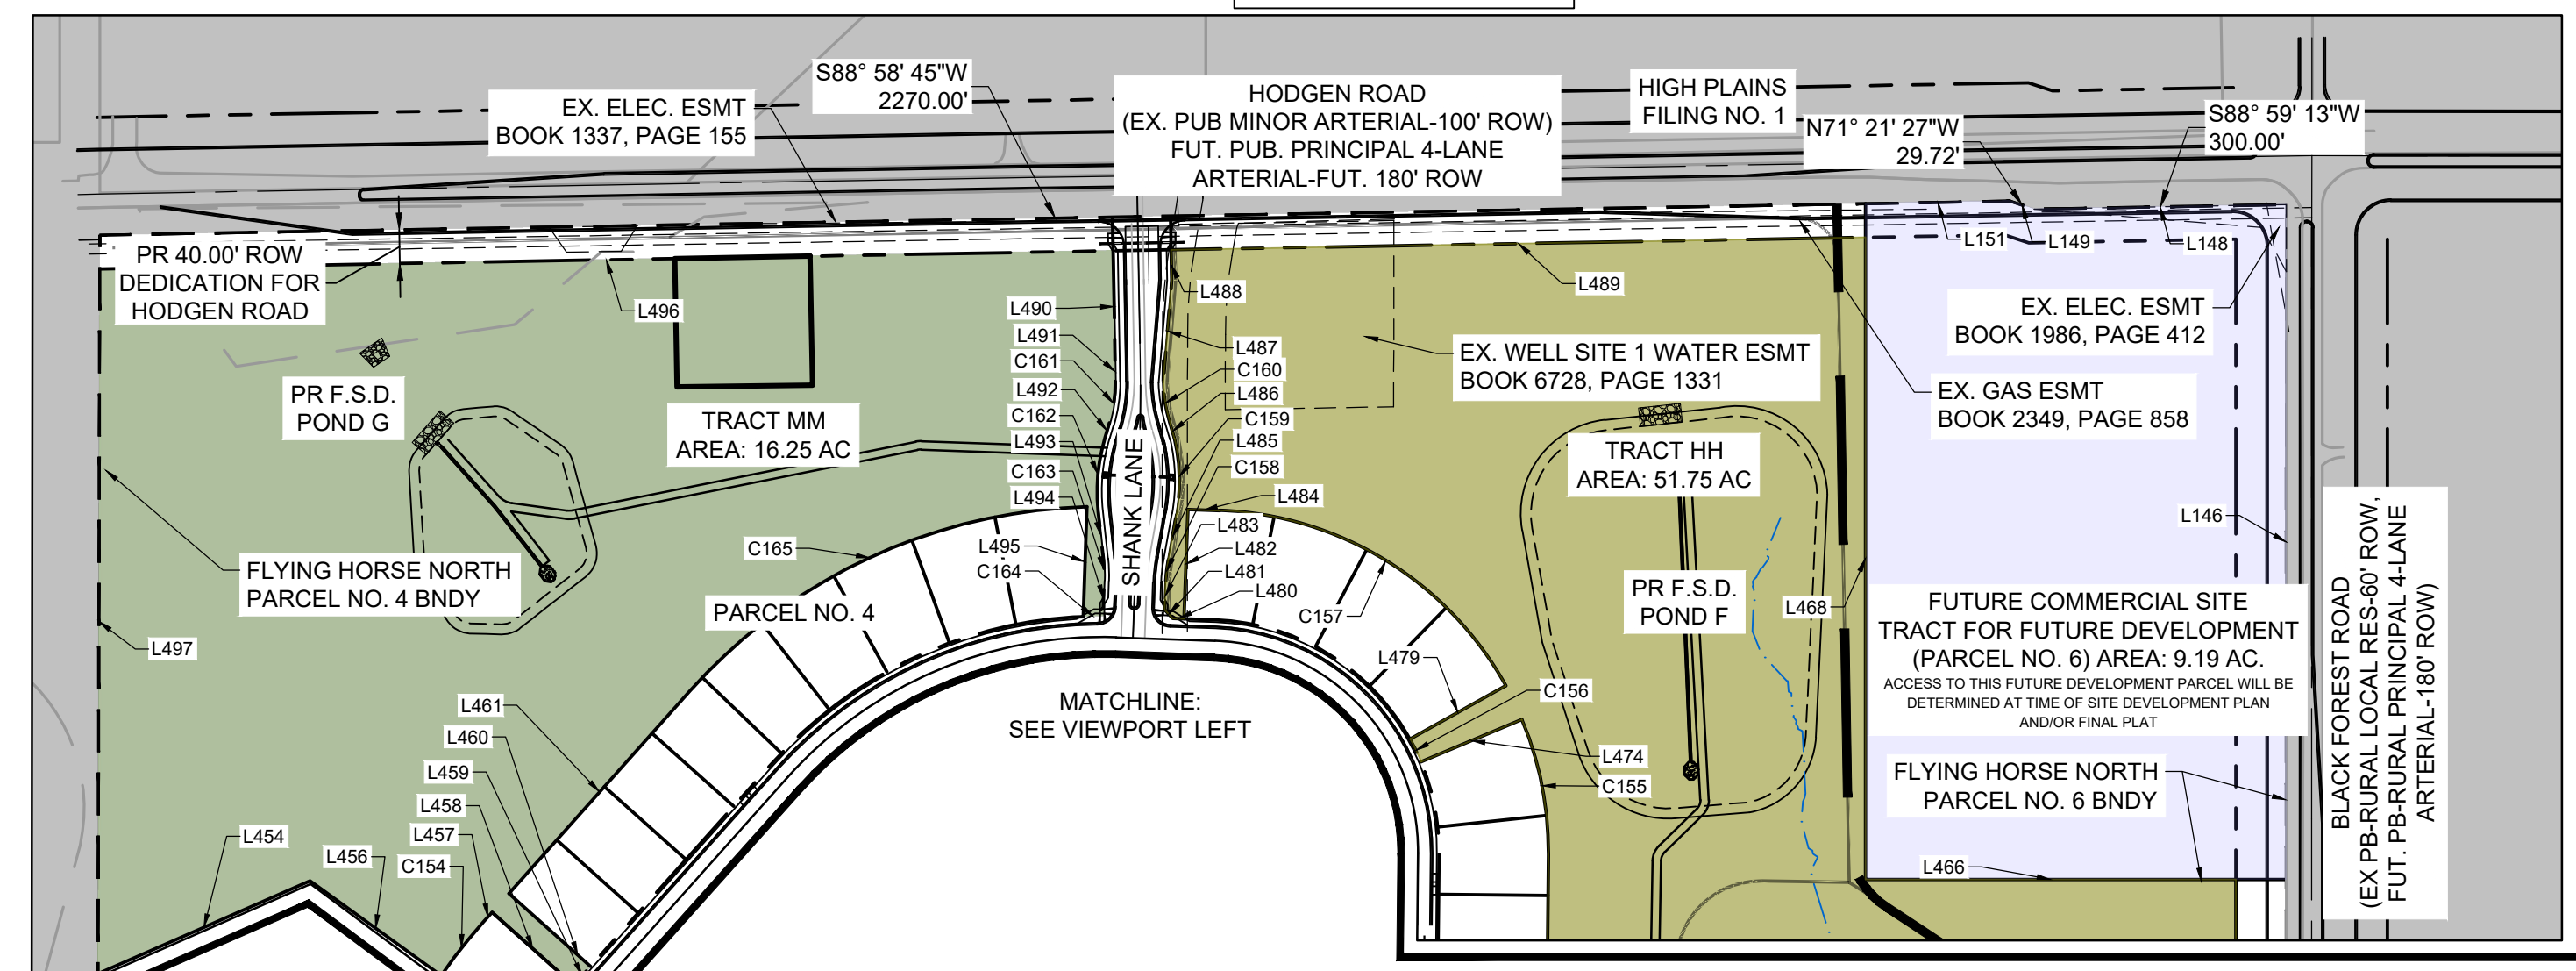 S88° 58' 45"W
2270.00'
EX. ELEC. ESMT
BOOK 1337, PAGE 155
HODGEN ROAD
(EX. PUB MINOR ARTERIAL-100' ROW)
FUT. PUB. PRINCIPAL 4-LANE
ARTERIAL-FUT. 180' ROW
HIGH PLAINS
FILING NO. 1
N71° 21' 27"W
29.72'
S88° 59' 13"W
300.00'
PR 40.00' ROW
DEDICATION FOR
HODGEN ROAD
L496
L490
L491
C161
L492
C162
L493
C163
L494
L488
L487
C160
L486
C159
L485
C158
L484
L489
L151
L149
L148
EX. ELEC. ESMT
BOOK 1986, PAGE 412
EX. WELL SITE 1 WATER ESMT
BOOK 6728, PAGE 1331
EX. GAS ESMT
BOOK 2349, PAGE 858
PR F.S.D.
POND G
TRACT MM
AREA: 16.25 AC
SHANK LANE
TRACT HH
AREA: 51.75 AC
L146
C165
L495
C164
L483
L482
L481
L480
C157
FLYING HORSE NORTH
PARCEL NO. 4 BNDY
PARCEL NO. 4
PR F.S.D.
POND F
L468
FUTURE COMMERCIAL SITE
TRACT FOR FUTURE DEVELOPMENT
(PARCEL NO. 6) AREA: 9.19 AC.
ACCESS TO THIS FUTURE DEVELOPMENT PARCEL WILL BE
DETERMINED AT TIME OF SITE DEVELOPMENT PLAN
AND/OR FINAL PLAT
BLACK FOREST ROAD
(EX PB-RURAL LOCAL RES-60' ROW,
FUT. PB-RURAL PRINCIPAL 4-LANE
ARTERIAL-180' ROW)
L497
L479
C156
MATCHLINE:
SEE VIEWPORT LEFT
L461
L460
L459
L458
L457
C154
L454
L456
L474
C155
FLYING HORSE NORTH
PARCEL NO. 6 BNDY
L466